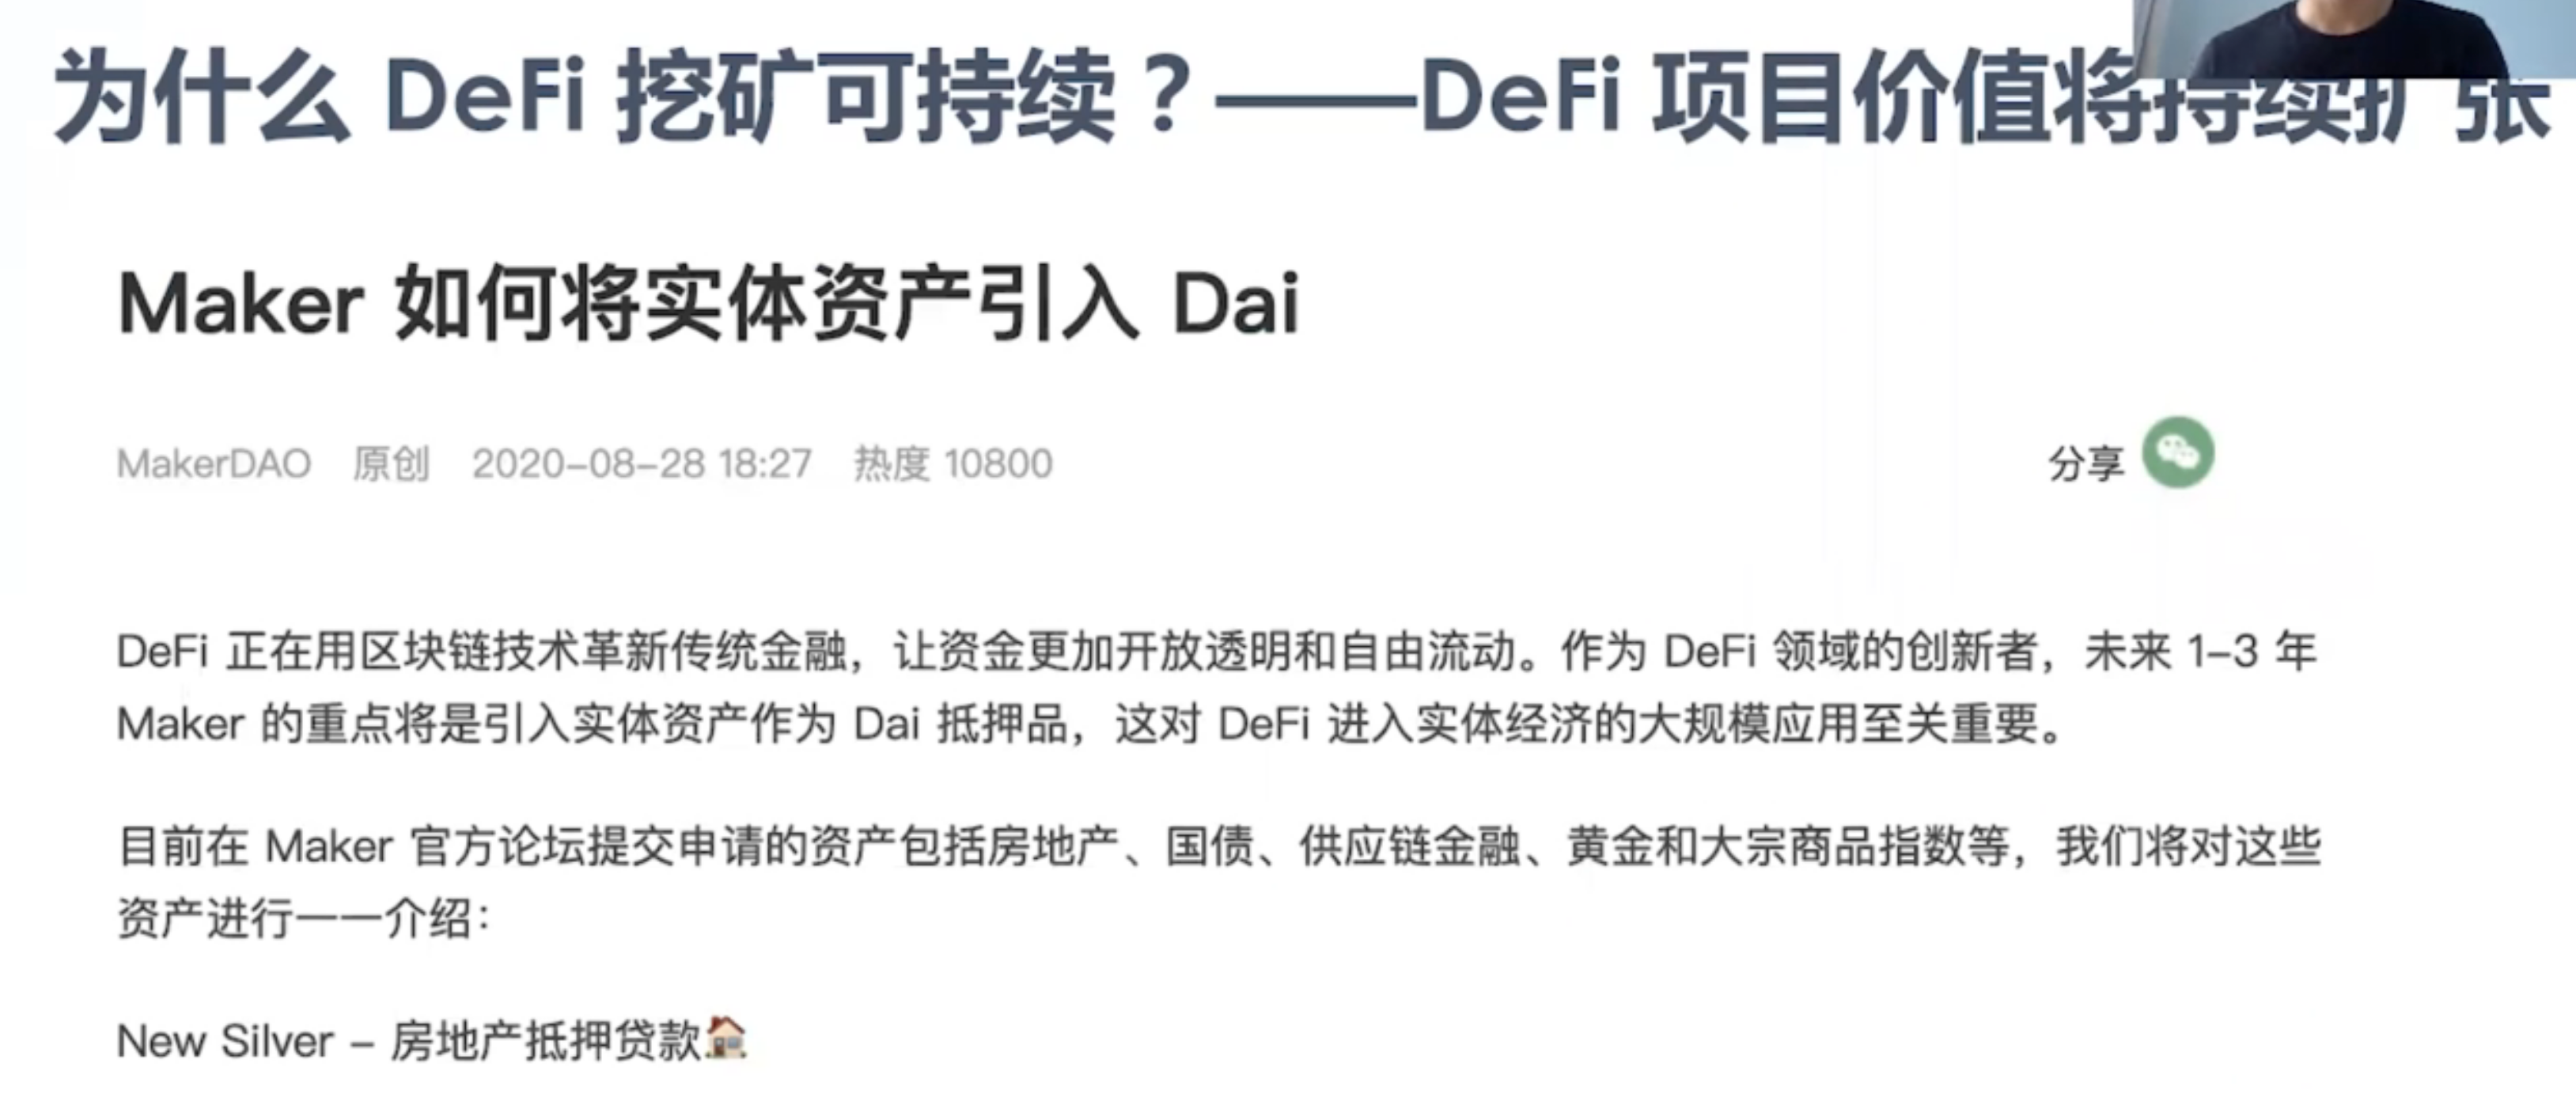 为什么 DeFi 挖矿可持续？——DeFi 项目价值将持续扩张
Maker 如何将实体资产引入 Dai
MakerDAO 原创 2020-08-28 18:27 热度 10800
分享
DeFi 正在用区块链技术革新传统金融，让资金更加开放透明和自由流动。作为 DeFi 领域的创新者，未来 1-3 年
Maker 的重点将是引入实体资产作为 Dai 抵押品，这对 DeFi 进入实体经济的大规模应用至关重要。
目前在 Maker 官方论坛提交申请的资产包括房地产、国债、供应链金融、黄金和大宗商品指数等，我们将对这些
资产进行一一介绍：
New Silver – 房地产抵押贷款🏠